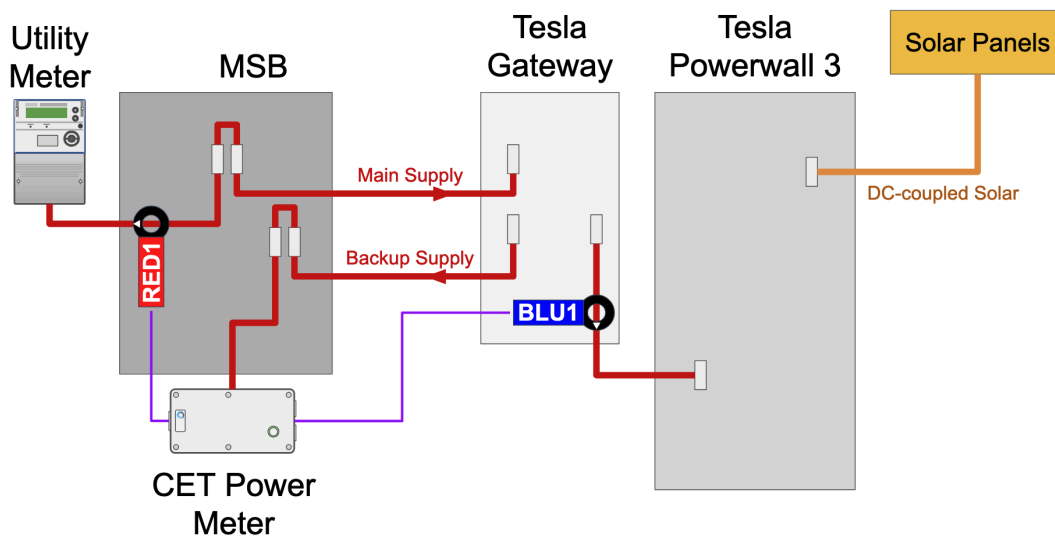 Utility
Meter
MSB
Tesla
Gateway
Tesla
Powerwall 3
Solar Panels
Main Supply
DC-coupled Solar
RED1
Backup Supply
BLU1
CET Power
Meter